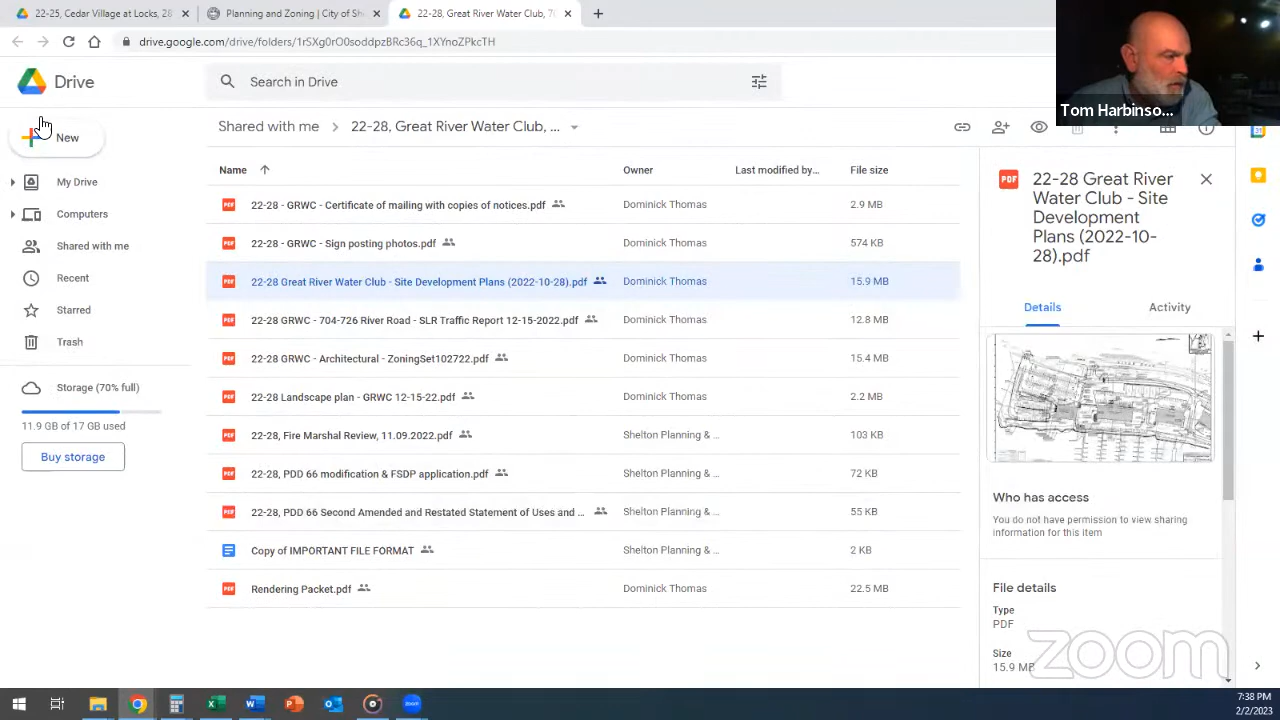 22-25, Cedar Village at Locks, 28
Planning and Zoning | City of Sh
22-28, Great River Water Club, 7
drive.google.com/drive/folders/1rSXg0rO0soddpzBRc36q_1XYnoZPkcTH
Tom Harbinso...
Drive
Search in Drive
New
Shared with me
22-28, Great River Water Club, ...
My Drive
Computers
Shared with me
Recent
Starred
Trash
Storage (70% full)
11.9 GB of 17 GB used
Buy storage
Name Owner Last modified by... File size
22-28 - GRWC - Certificate of mailing with copies of notices.pdf Dominick Thomas 2.9 MB
22-28 - GRWC - Sign posting photos.pdf Dominick Thomas 574 KB
22-28 Great River Water Club - Site Development Plans (2022-10-28).pdf Dominick Thomas 15.9 MB
Dominick Thomas 12.8 MB
22-28 GRWC - Architectural - ZoningSet102722.pdf Dominick Thomas 15.4 MB
22-28 Landscape plan - GRWC 12-15-22.pdf Dominick Thomas 2.2 MB
22-28, Fire Marshal Review, 11.09.2022.pdf Shelton Planning & ... 103 KB
22-28, PDD 66 modification & FSDP application.pdf Shelton Planning & ... 72 KB
22-28, PDD 66 Second Amended and Restated Statement of Uses and ... Shelton Planning & ... 55 KB
Copy of IMPORTANT FILE FORMAT Shelton Planning & ... 2 KB
Rendering Packet.pdf Dominick Thomas 22.5 MB
PDF
22-28 Great River
Water Club - Site
Development
Plans (2022-10-
28).pdf
Details Activity
Who has access
You do not have permission to view sharing
information for this item
File details
Type
PDF
Size
15.9 MB
zoom
7:38 PM
2/2/2023